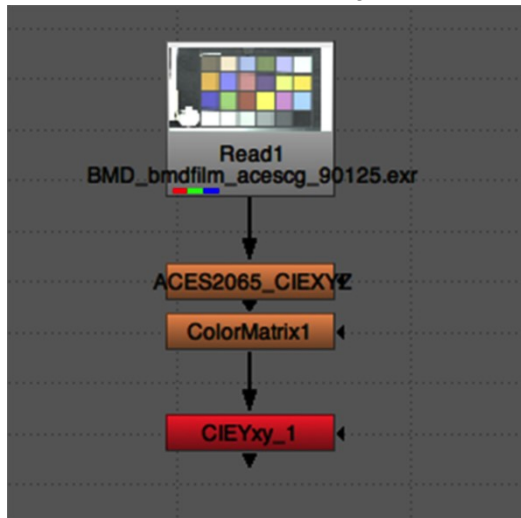 Read1
BMD_bmdfilm_acescg_90125.exr
ACES2065_CIEXYZ
ColorMatrix1
CIEYxy_1